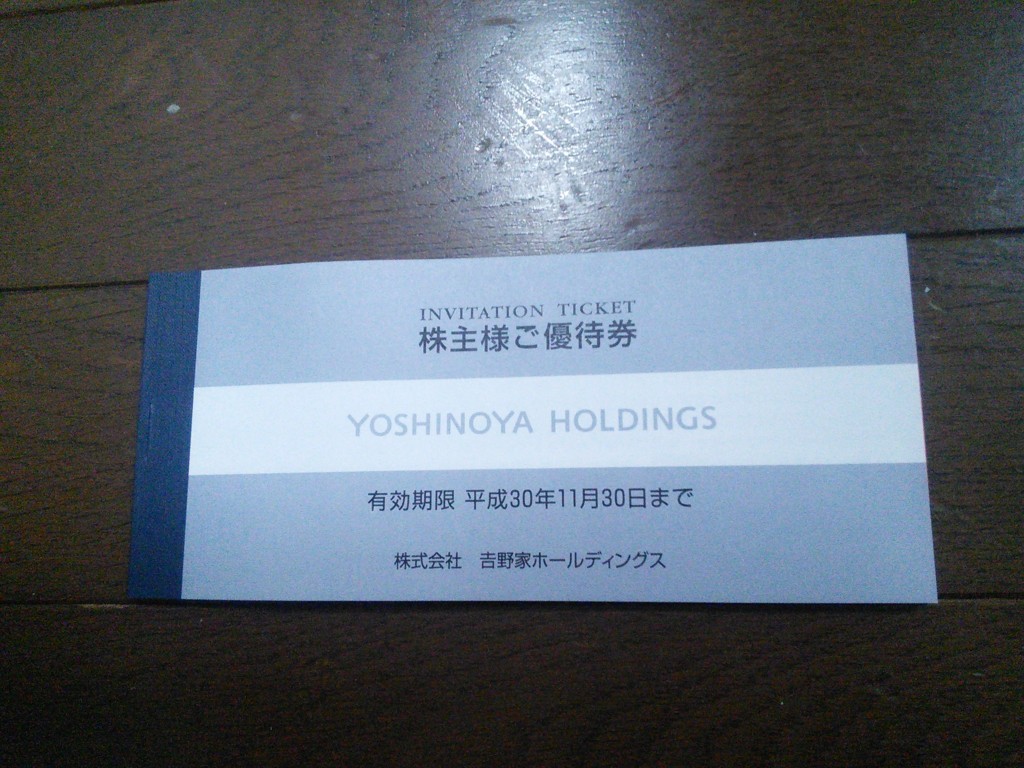 INVITATION TICKET
株主様ご優待券
YOSHINOYA HOLDINGS
有効期限 平成30年11月30日まで
株式会社 吉野家ホールディングス